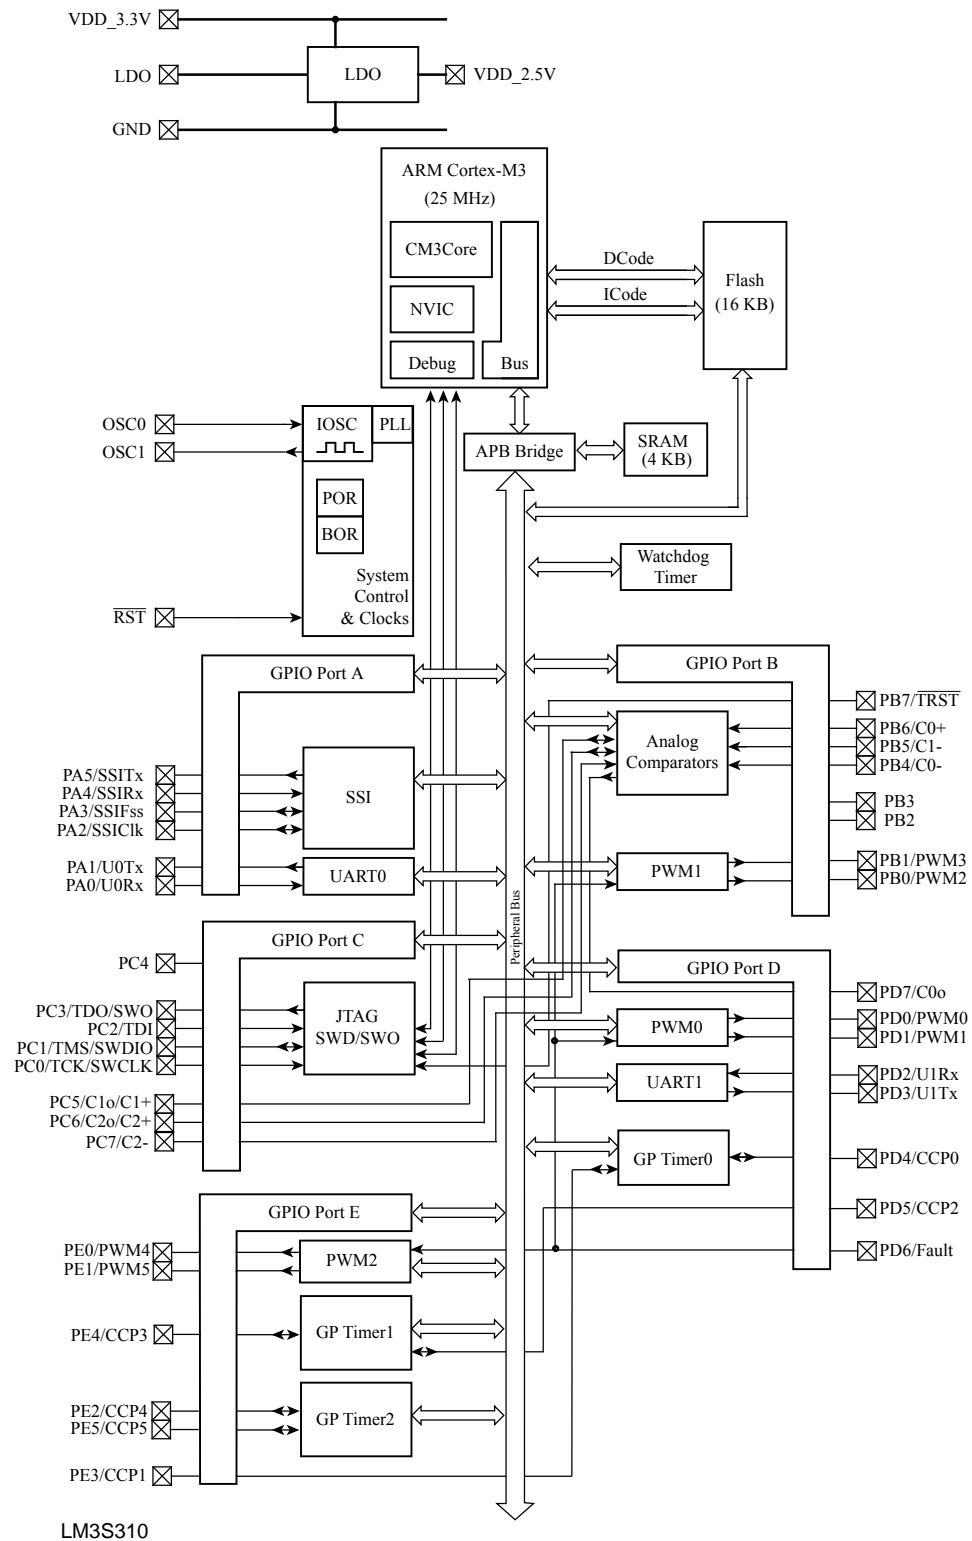 VDD_3.3V
LDO
LDO
VDD_2.5V
GND
ARM Cortex-M3
(25 MHz)
CM3Core
NVIC
Debug
Bus
DCode
ICode
Flash
(16 KB)
OSC0
OSC1
IOSC
PLL
POR
BOR
System
Control
& Clocks
RST
APB Bridge
SRAM
(4 KB)
Watchdog
Timer
GPIO Port A
PA5/SSITx
PA4/SSIRx
PA3/SSIFss
PA2/SSIClk
SSI
PA1/U0Tx
PA0/U0Rx
UART0
GPIO Port B
PB7/TRST
PB6/C0+
PB5/C1-
PB4/C0-
Analog
Comparators
PB3
PB2
PWM1
PB1/PWM3
PB0/PWM2
Peripheral Bus
GPIO Port C
PC4
PC3/TDO/SWO
PC2/TDI
PC1/TMS/SWDIO
PC0/TCK/SWCLK
JTAG
SWD/SWO
PC5/C1o/C1+
PC6/C2o/C2+
PC7/C2-
GPIO Port D
PD7/C0o
PWM0
PD0/PWM0
PD1/PWM1
UART1
PD2/U1Rx
PD3/U1Tx
GP Timer0
PD4/CCP0
PD5/CCP2
PD6/Fault
GPIO Port E
PE0/PWM4
PE1/PWM5
PWM2
PE4/CCP3
GP Timer1
PE2/CCP4
PE5/CCP5
GP Timer2
PE3/CCP1
LM3S310